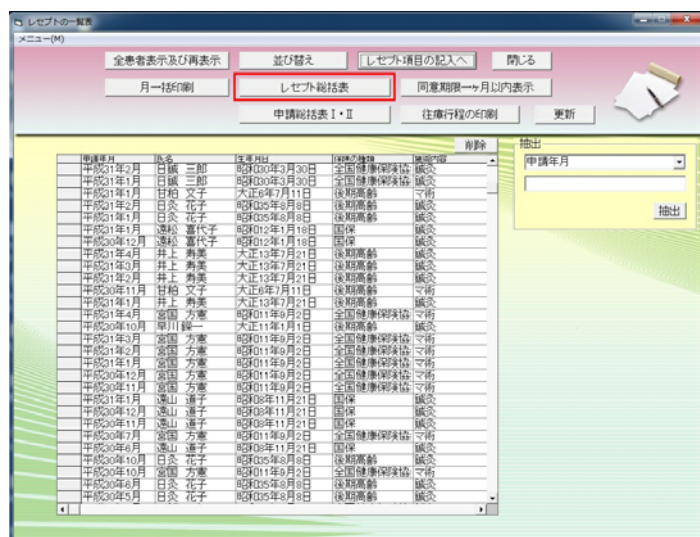 レセプトの一覧表
メニュー(M)
全患者表示及び再表示 並び替え レセプト項目の記入へ 閉じる
月一括印刷 レセプト総括表 同意期限一ヶ月以内表示
申請総括表Ⅰ・Ⅱ 往療行程の印刷 更新
削除 抽出
申請年月
抽出
申請年月 氏名 生年月日 保険の種類 施術内容
平成31年2月 日鍼 三郎 昭和30年3月30日 全国健康保険協 鍼灸
平成31年1月 日鍼 三郎 昭和30年3月30日 全国健康保険協 鍼灸
平成31年1月 甘粕 文子 大正6年7月11日 後期高齢 マ術
平成31年2月 日灸 花子 昭和35年8月8日 後期高齢 鍼灸
平成31年1月 日灸 花子 昭和35年8月8日 後期高齢 鍼灸
平成31年1月 遠松 喜代子 昭和12年1月18日 国保 鍼灸
平成30年12月 遠松 喜代子 昭和12年1月18日 国保 鍼灸
平成31年4月 井上 寿美 大正13年7月21日 後期高齢 鍼灸
平成31年3月 井上 寿美 大正13年7月21日 後期高齢 鍼灸
平成31年2月 井上 寿美 大正13年7月21日 後期高齢 鍼灸
平成30年11月 甘粕 文子 大正6年7月11日 後期高齢 マ術
平成31年1月 井上 寿美 大正13年7月21日 後期高齢 鍼灸
平成31年4月 宮国 方憲 昭和11年9月2日 全国健康保険協 マ術
平成30年10月 早川 鐐一 大正11年1月1日 後期高齢 マ術
平成31年3月 宮国 方憲 昭和11年9月2日 全国健康保険協 マ術
平成31年2月 宮国 方憲 昭和11年9月2日 全国健康保険協 マ術
平成31年1月 宮国 方憲 昭和11年9月2日 全国健康保険協 マ術
平成30年12月 宮国 方憲 昭和11年9月2日 全国健康保険協 マ術
平成30年11月 宮国 方憲 昭和11年9月2日 全国健康保険協 マ術
平成31年1月 遠山 道子 昭和08年11月21日 国保 鍼灸
平成30年12月 遠山 道子 昭和08年11月21日 国保 鍼灸
平成30年11月 遠山 道子 昭和08年11月21日 国保 鍼灸
平成30年7月 宮国 方憲 昭和11年9月2日 全国健康保険協 マ術
平成30年6月 遠山 道子 昭和08年11月21日 国保 鍼灸
平成30年10月 日灸 花子 昭和35年8月8日 後期高齢 鍼灸
平成30年10月 宮国 方憲 昭和11年9月2日 全国健康保険協 マ術
平成30年6月 日灸 花子 昭和35年8月8日 後期高齢 鍼灸
平成30年5月 日灸 花子 昭和35年8月8日 後期高齢 鍼灸